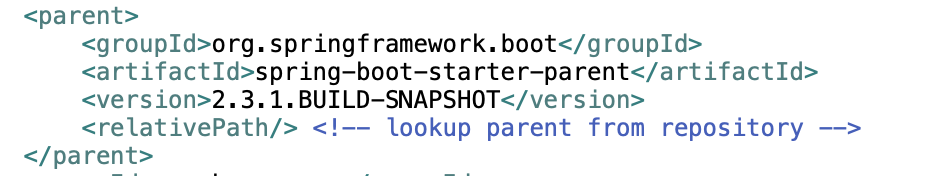 <parent>
<groupId>org.springframework.boot</groupId>
<artifactId>spring-boot-starter-parent</artifactId>
<version>2.3.1.BUILD-SNAPSHOT</version>
<relativePath/> <!-- lookup parent from repository -->
</parent>